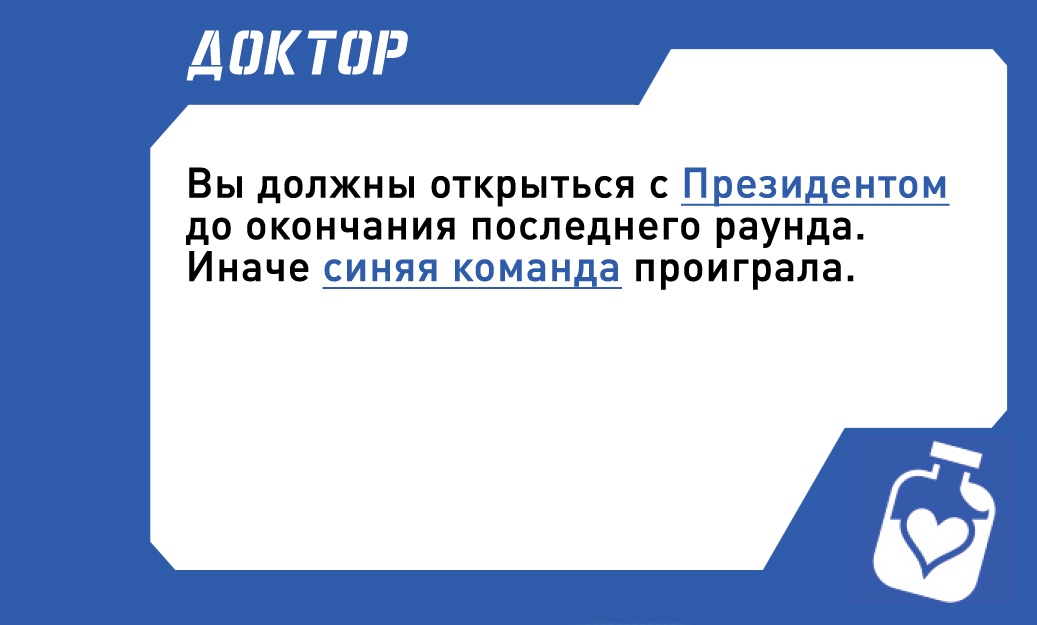 ДОКТОР
Вы должны открыться с Президентом
до окончания последнего раунда.
Иначе синяя команда проиграла.